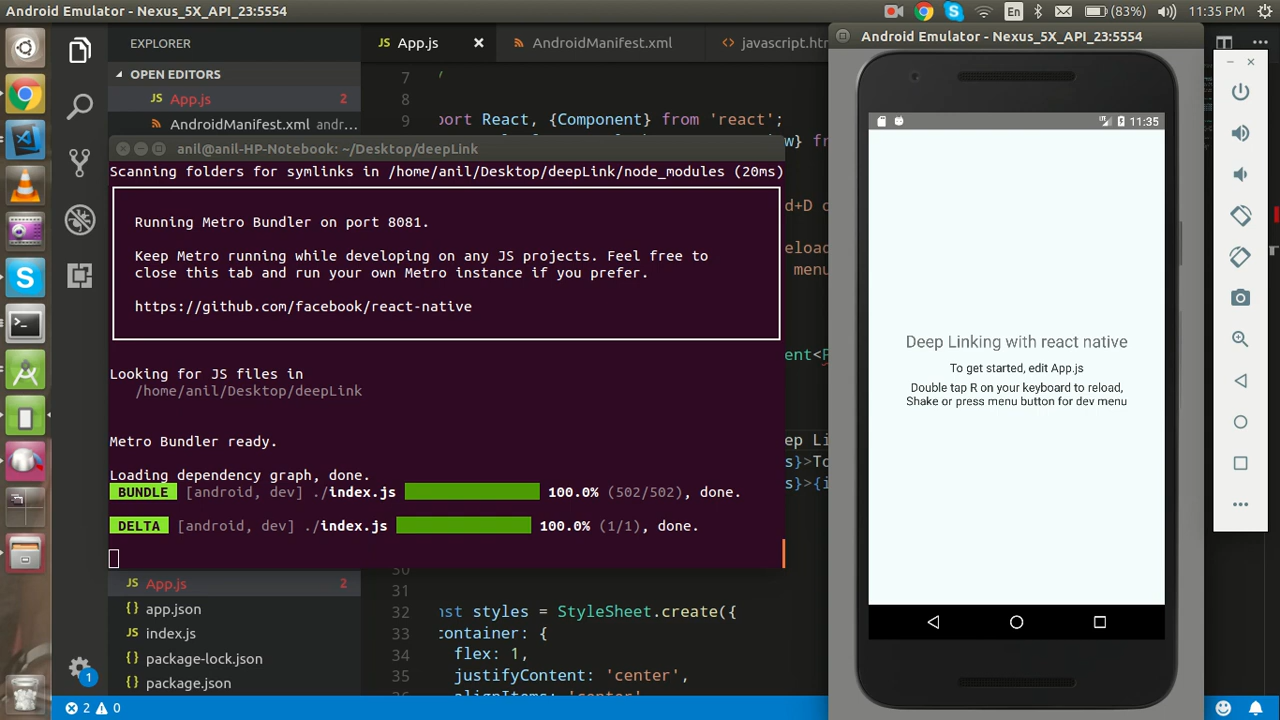 Android Emulator - Nexus_5X_API_23:5554
En
(83%)
11:35 PM
EXPLORER
OPEN EDITORS
App.js
2
AndroidManifest.xml andr...
App.js
AndroidManifest.xml
javascript.htm
7
8
port React, {Component} from 'react';
anil@anil-HP-Notebook: ~/Desktop/deepLink
Scanning folders for symlinks in /home/anil/Desktop/deepLink/node_modules (20ms)
Running Metro Bundler on port 8081.
Keep Metro running while developing on any JS projects. Feel free to
close this tab and run your own Metro instance if you prefer.
https://github.com/facebook/react-native
Looking for JS files in
/home/anil/Desktop/deepLink
Metro Bundler ready.
Loading dependency graph, done.
BUNDLE [android, dev] ./index.js 100.0% (502/502), done.
DELTA [android, dev] ./index.js 100.0% (1/1), done.
App.js
2
app.json
index.js
package-lock.json
package.json
31
32
nst styles = StyleSheet.create({
33
container: {
34
flex: 1,
35
justifyContent: 'center',
1
2
0
Android Emulator - Nexus_5X_API_23:5554
11:35
Deep Linking with react native
To get started, edit App.js
Double tap R on your keyboard to reload,
Shake or press menu button for dev menu